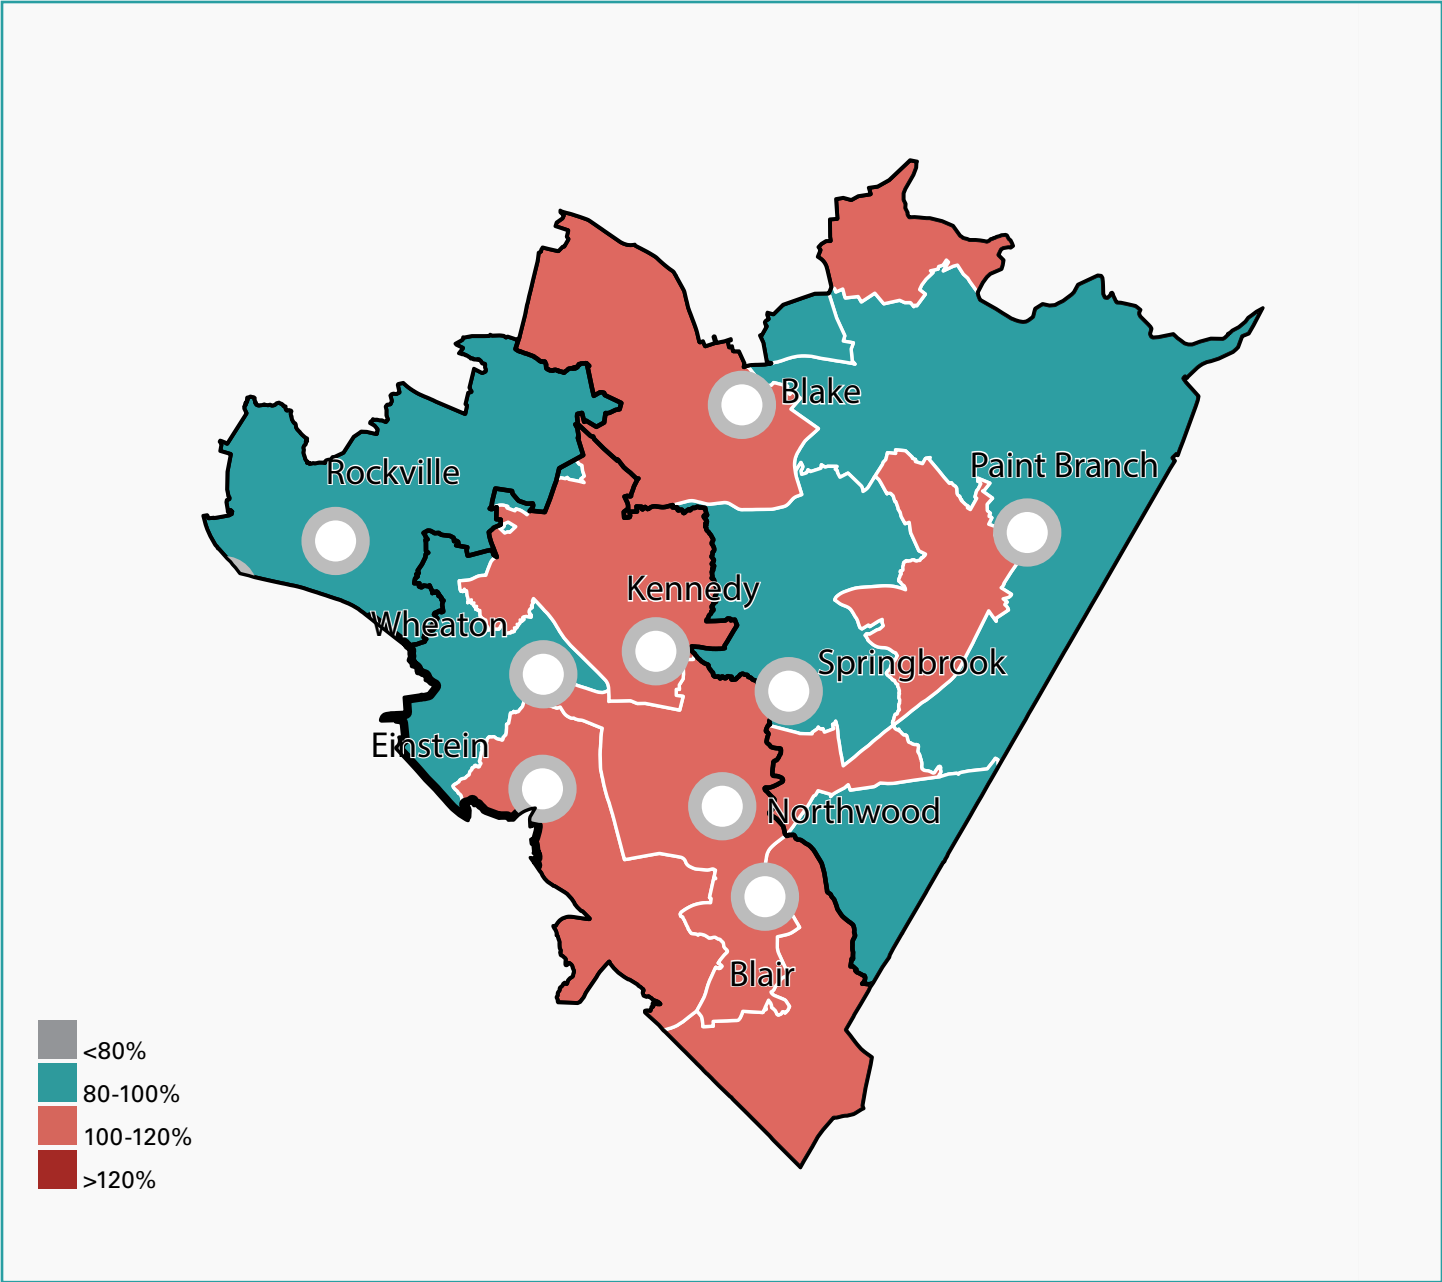 Blake
Paint Branch
Rockville
Kennedy
Wheaton
Springbrook
Einstein
Northwood
Blair
<80%
80-100%
100-120%
>120%